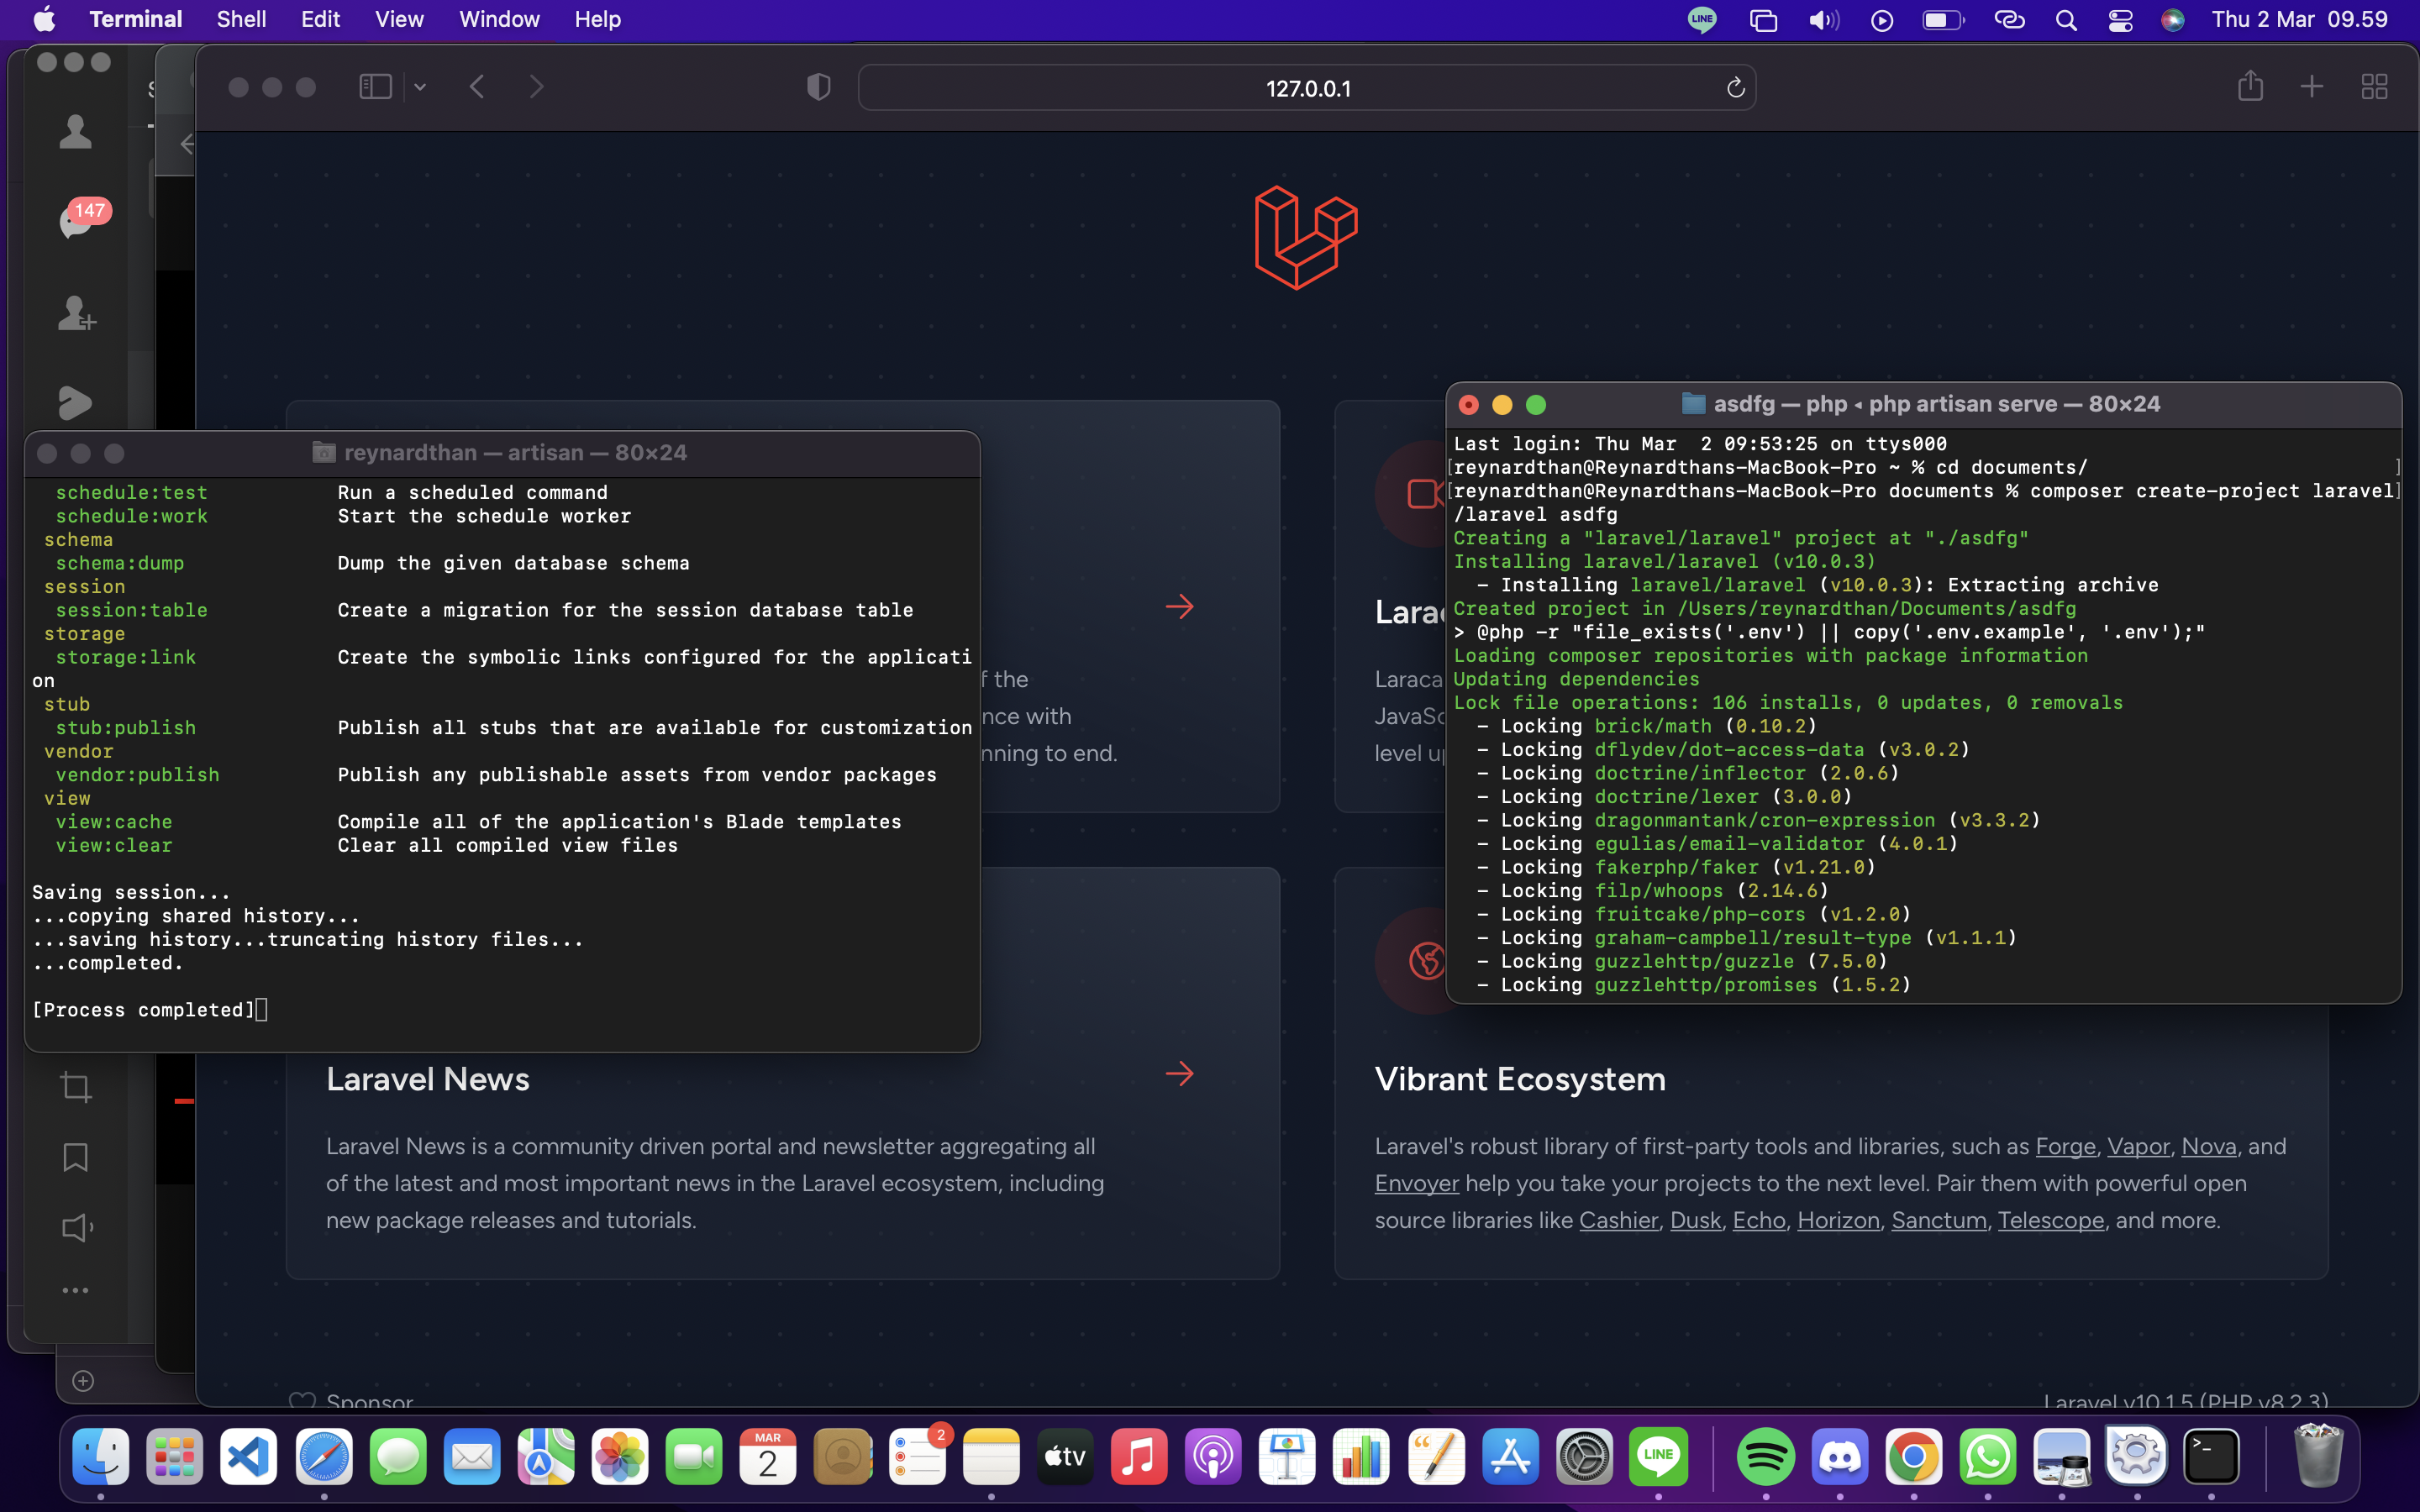 Terminal Shell Edit View Window Help
LINE
Thu 2 Mar 09.59
127.0.0.1
147
reynardthan — artisan — 80×24
schedule:test Run a scheduled command
schedule:work Start the schedule worker
schema
schema:dump Dump the given database schema
session
session:table Create a migration for the session database table
storage
storage:link Create the symbolic links configured for the applicati
on
stub
stub:publish Publish all stubs that are available for customization
vendor
vendor:publish Publish any publishable assets from vendor packages
view
view:cache Compile all of the application's Blade templates
view:clear Clear all compiled view files
Saving session...
...copying shared history...
...saving history...truncating history files...
...completed.
[Process completed]
f the
nce with
nning to end.
Larac
Laraca
JavaSc
level u
asdfg — php ◂ php artisan serve — 80×24
Last login: Thu Mar  2 09:53:25 on ttys000
[reynardthan@Reynardthans-MacBook-Pro ~ % cd documents/ ]
[reynardthan@Reynardthans-MacBook-Pro documents % composer create-project laravel]
/laravel asdfg
Creating a "laravel/laravel" project at "./asdfg"
Installing laravel/laravel (v10.0.3)
- Installing laravel/laravel (v10.0.3): Extracting archive
Created project in /Users/reynardthan/Documents/asdfg
> @php -r "file_exists('.env') || copy('.env.example', '.env');"
Loading composer repositories with package information
Updating dependencies
Lock file operations: 106 installs, 0 updates, 0 removals
- Locking brick/math (0.10.2)
- Locking dflydev/dot-access-data (v3.0.2)
- Locking doctrine/inflector (2.0.6)
- Locking doctrine/lexer (3.0.0)
- Locking dragonmantank/cron-expression (v3.3.2)
- Locking egulias/email-validator (4.0.1)
- Locking fakerphp/faker (v1.21.0)
- Locking filp/whoops (2.14.6)
- Locking fruitcake/php-cors (v1.2.0)
- Locking graham-campbell/result-type (v1.1.1)
- Locking guzzlehttp/guzzle (7.5.0)
- Locking guzzlehttp/promises (1.5.2)
Laravel News
Laravel News is a community driven portal and newsletter aggregating all
of the latest and most important news in the Laravel ecosystem, including
new package releases and tutorials.
Vibrant Ecosystem
Laravel's robust library of first-party tools and libraries, such as Forge, Vapor, Nova, and
Envoyer help you take your projects to the next level. Pair them with powerful open
source libraries like Cashier, Dusk, Echo, Horizon, Sanctum, Telescope, and more.
Sponsor
Laravel v10.1.5 (PHP v8.2.3)
MAR
2
2
tv
LINE